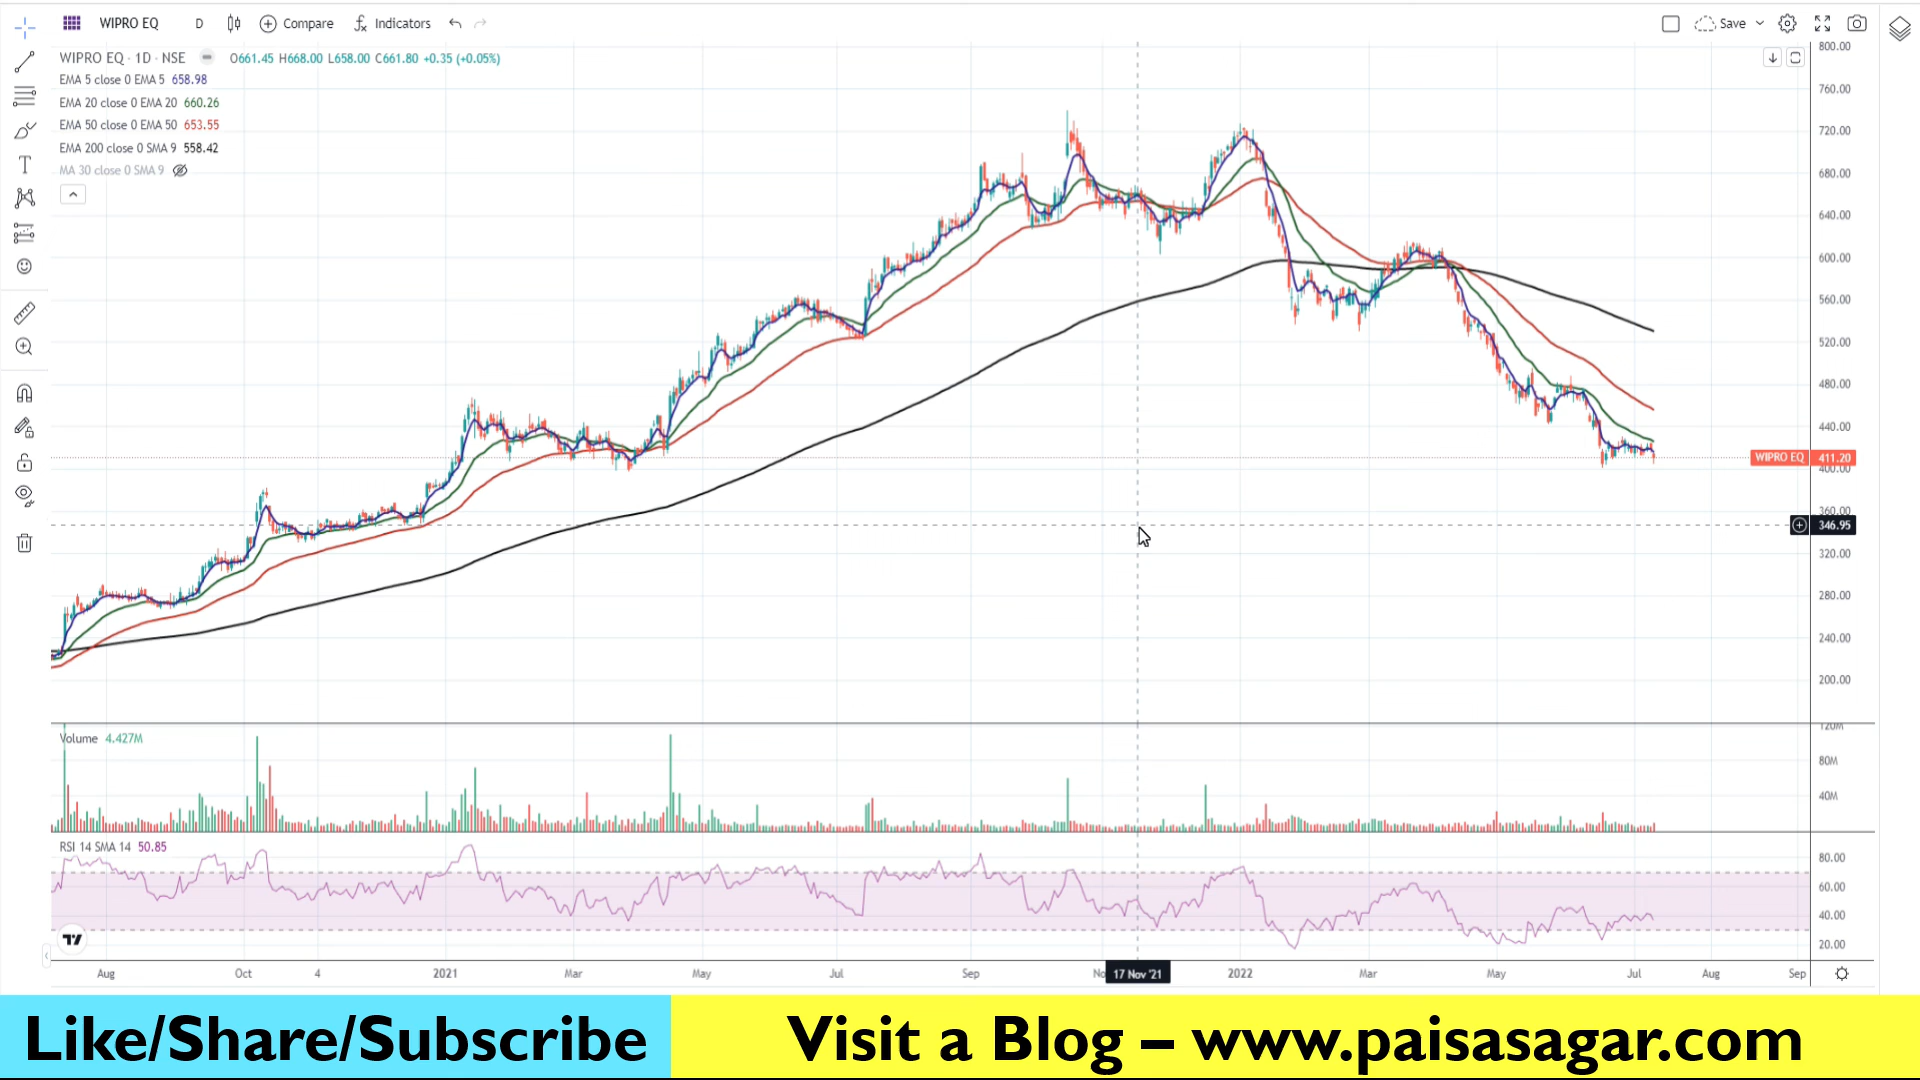 WIPRO EQ D Compare Indicators Save
WIPRO EQ · 1D · NSE O661.45 H668.00 L658.00 C661.80 +0.35 (+0.05%)
EMA 5 close 0 EMA 5 658.98
EMA 20 close 0 EMA 20 660.26
EMA 50 close 0 EMA 50 653.55
EMA 200 close 0 SMA 9 558.42
MA 30 close 0 SMA 9
800.00
760.00
720.00
680.00
640.00
600.00
560.00
520.00
480.00
440.00
WIPRO EQ 411.20
400.00
360.00
346.95
320.00
280.00
240.00
200.00
Volume 4.427M
120M
80M
40M
RSI 14 SMA 14 50.85
80.00
60.00
40.00
20.00
Aug Oct 4 2021 Mar May Jul Sep No 17 Nov '21 2022 Mar May Jul Aug Sep
Like/Share/Subscribe Visit a Blog – www.paisasagar.com